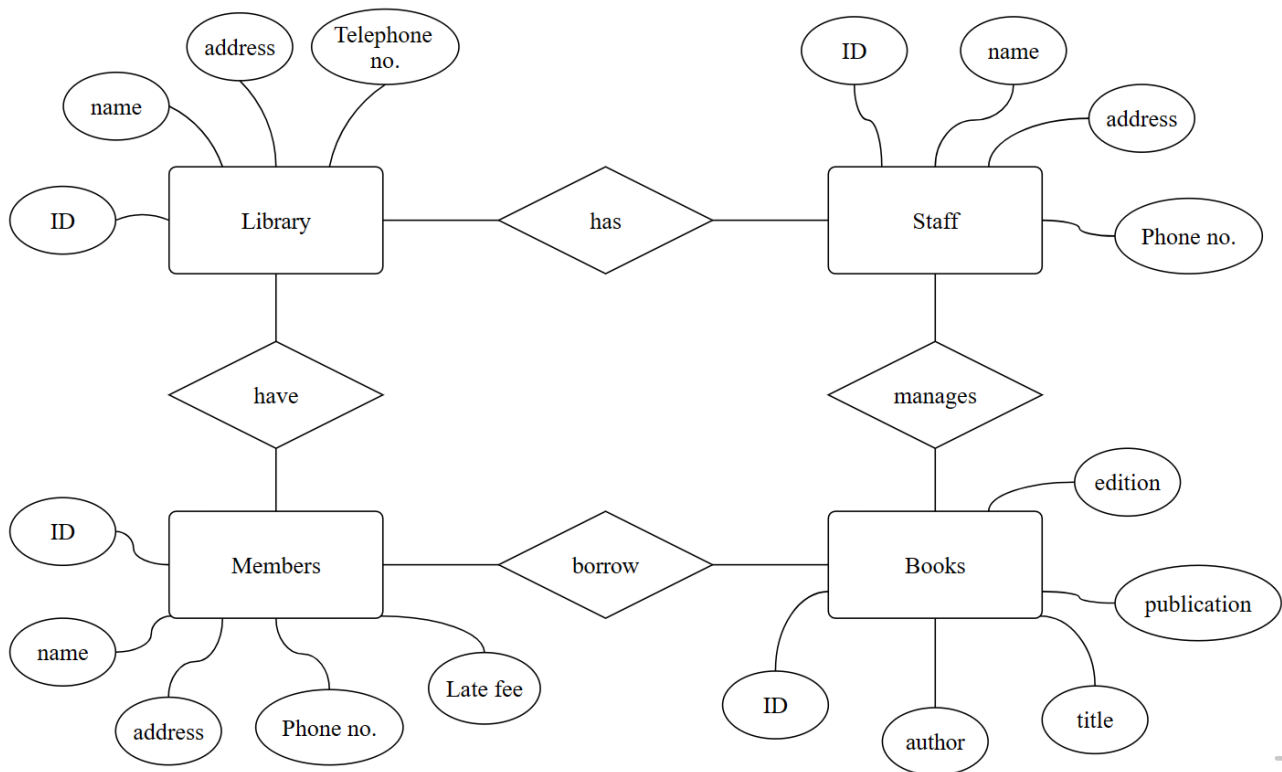 address
Telephone
no.
ID
name
name
address
ID
Library
has
Staff
Phone no.
have
manages
edition
ID
Members
borrow
Books
publication
name
Late fee
ID
address
Phone no.
title
author